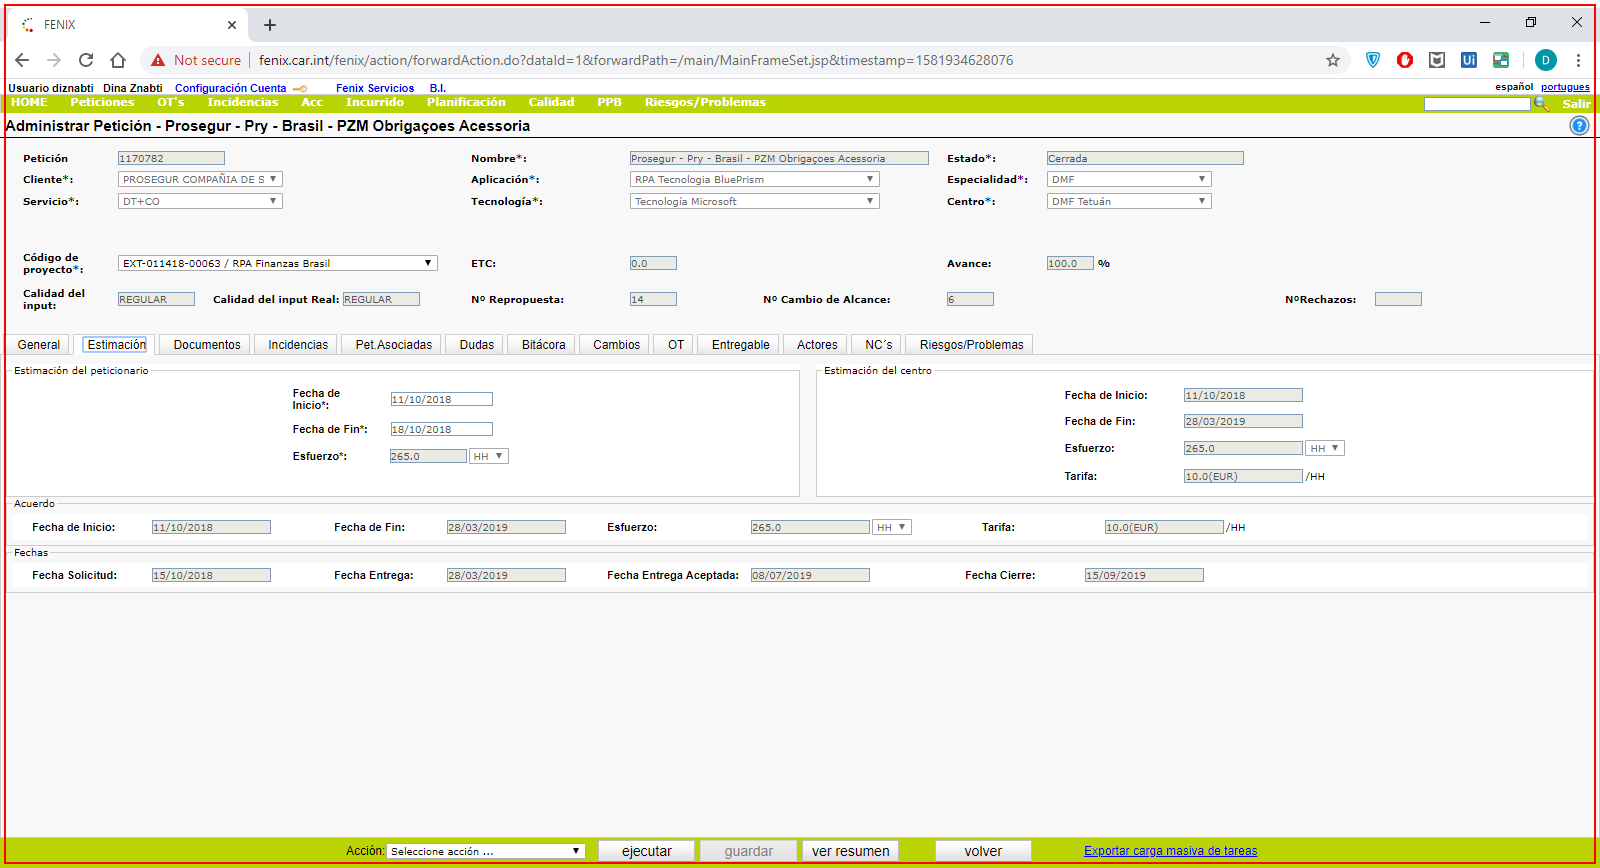 FENIX
Not secure fenix.car.int/fenix/action/forwardAction.do?dataId=1&forwardPath=/main/MainFrameSet.jsp&timestamp=1581934628076
Usuario diznabti Dina Znabti Configuración Cuenta Fenix Servicios B.I. español portugues
HOME Peticiones OT's Incidencias Acc Incurrido Planificación Calidad PPB Riesgos/Problemas Salir
Administrar Petición - Prosegur - Pry - Brasil - PZM Obrigaçoes Acessoria
Petición 1170782 Nombre*: Prosegur - Pry - Brasil - PZM Obrigaçoes Acessoria Estado*: Cerrada
Cliente*: PROSEGUR COMPAÑIA DE S Aplicación*: RPA Tecnologia BluePrism Especialidad*: DMF
Servicio*: DT+CO Tecnología*: Tecnología Microsoft Centro*: DMF Tetuán
Código de proyecto*: EXT-011418-00063 / RPA Finanzas Brasil ETC: 0.0 Avance: 100.0 %
Calidad del input: REGULAR Calidad del input Real: REGULAR Nº Repropuesta: 14 Nº Cambio de Alcance: 6 NºRechazos:
General Estimación Documentos Incidencias Pet.Asociadas Dudas Bitácora Cambios OT Entregable Actores NC´s Riesgos/Problemas
Estimación del peticionario
Fecha de Inicio*: 11/10/2018
Fecha de Fin*: 18/10/2018
Esfuerzo*: 265.0 HH
Estimación del centro
Fecha de Inicio: 11/10/2018
Fecha de Fin: 28/03/2019
Esfuerzo: 265.0 HH
Tarifa: 10.0(EUR) /HH
Acuerdo
Fecha de Inicio: 11/10/2018 Fecha de Fin: 28/03/2019 Esfuerzo: 265.0 HH Tarifa: 10.0(EUR) /HH
Fechas
Fecha Solicitud: 15/10/2018 Fecha Entrega: 28/03/2019 Fecha Entrega Aceptada: 08/07/2019 Fecha Cierre: 15/09/2019
Acción: Seleccione acción ... ejecutar guardar ver resumen volver Exportar carga masiva de tareas